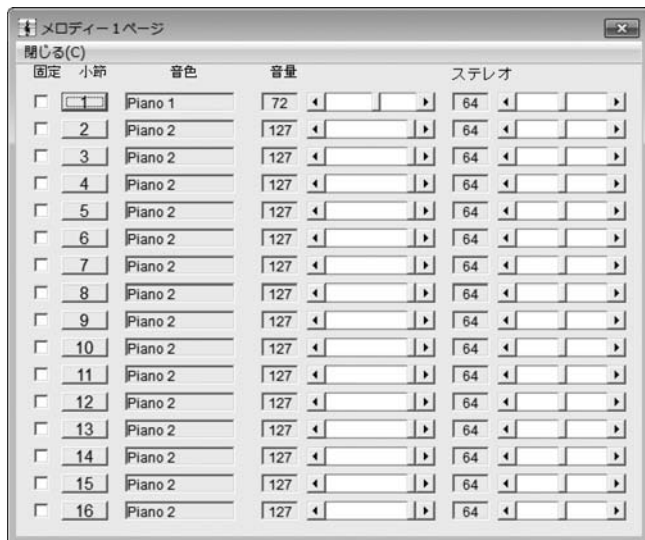 メロディー1ページ
閉じる(C)
固定 小節 音色 音量 ステレオ
1 Piano 1 72 64
2 Piano 2 127 64
3 Piano 2 127 64
4 Piano 2 127 64
5 Piano 2 127 64
6 Piano 2 127 64
7 Piano 2 127 64
8 Piano 2 127 64
9 Piano 2 127 64
10 Piano 2 127 64
11 Piano 2 127 64
12 Piano 2 127 64
13 Piano 2 127 64
14 Piano 2 127 64
15 Piano 2 127 64
16 Piano 2 127 64